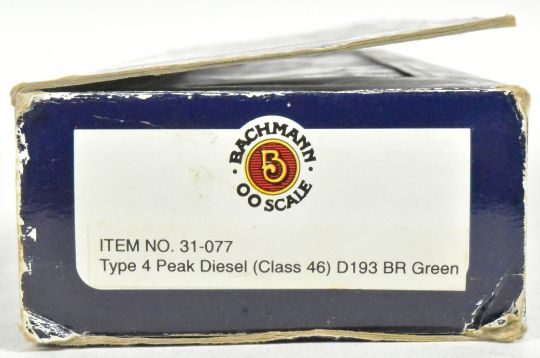 BACHMANN
B
OO SCALE
ITEM NO. 31-077
Type 4 Peak Diesel (Class 46) D193 BR Green